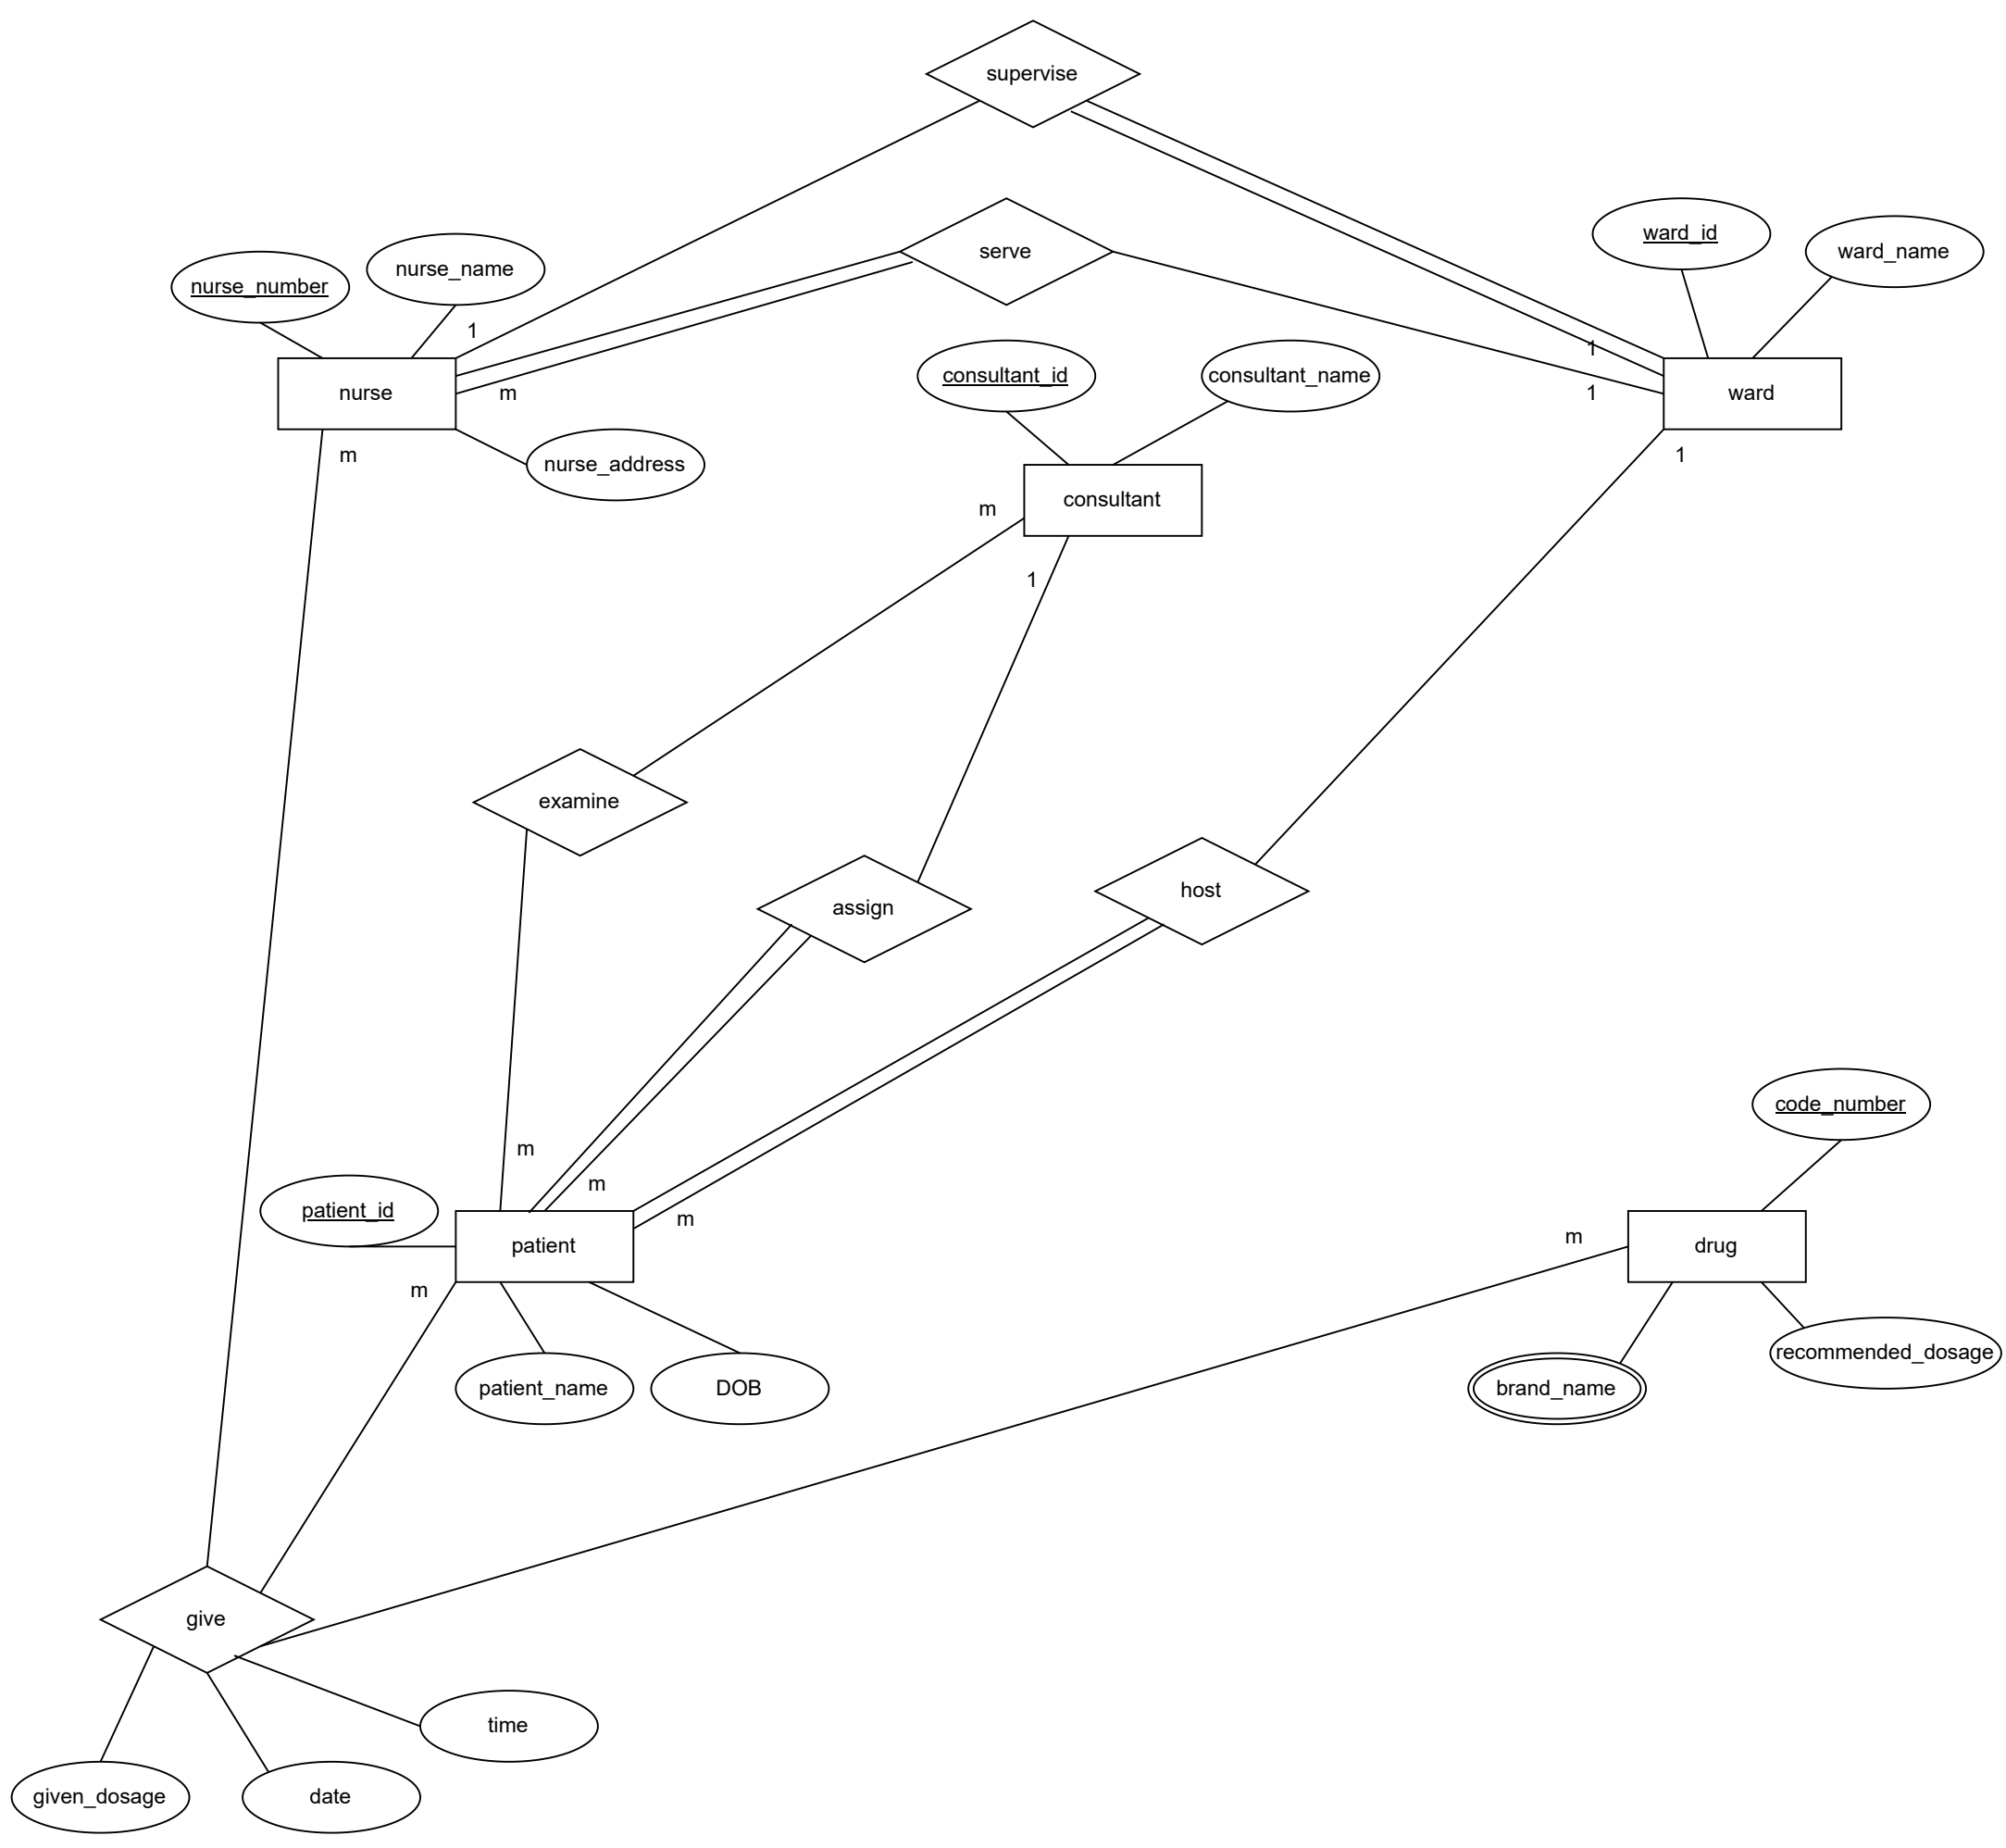 supervise
serve
ward_id
ward_name
nurse_number
nurse_name
1
1
nurse
m
consultant_id
consultant_name
1
ward
m
nurse_address
1
m
consultant
1
examine
assign
host
code_number
m
m
patient_id
m
patient
m
drug
m
patient_name
DOB
brand_name
recommended_dosage
give
time
given_dosage
date